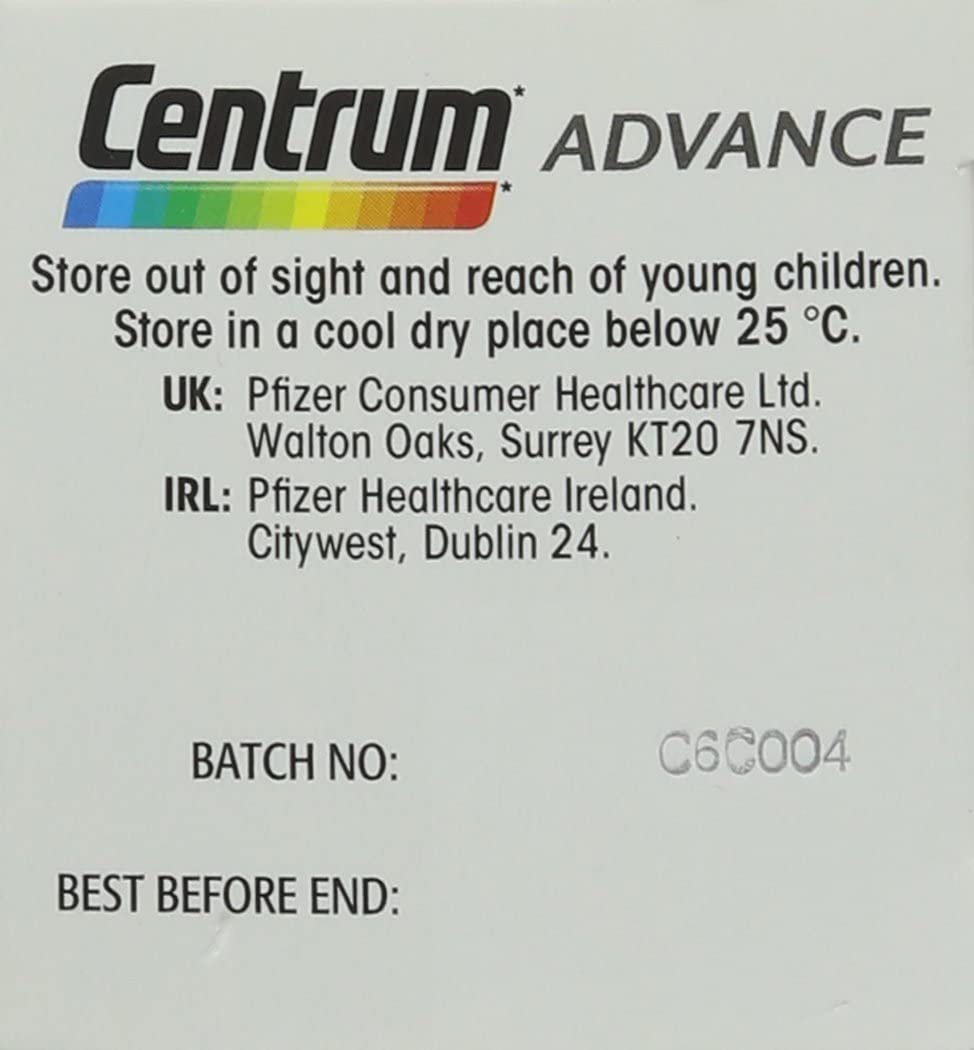 Centrum* ADVANCE
*
Store out of sight and reach of young children.
Store in a cool dry place below 25 °C.
UK: Pfizer Consumer Healthcare Ltd.
Walton Oaks, Surrey KT20 7NS.
IRL: Pfizer Healthcare Ireland.
Citywest, Dublin 24.
BATCH NO: C6C004
BEST BEFORE END: